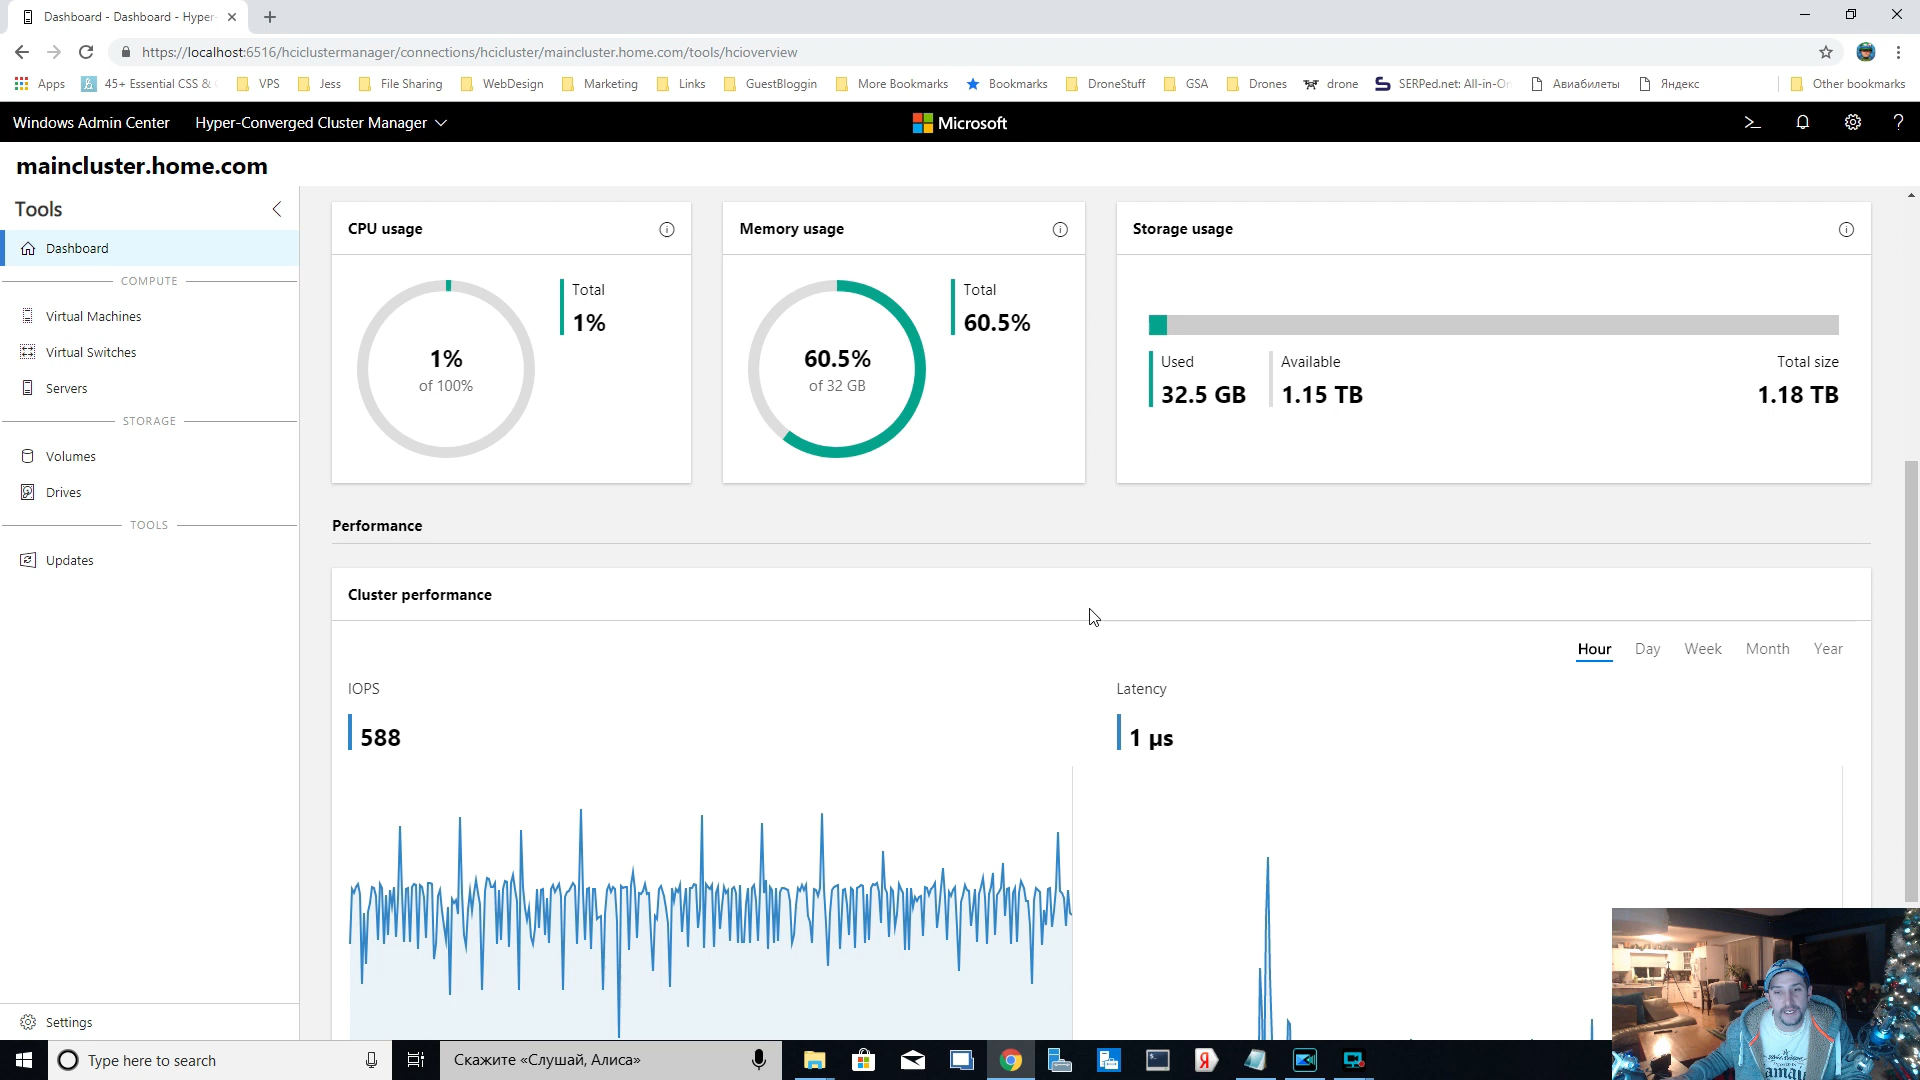 Dashboard - Dashboard - Hyper-
https://localhost:6516/hciclustermanager/connections/hcicluster/maincluster.home.com/tools/hcioverview
Apps
45+ Essential CSS &
VPS
Jess
File Sharing
WebDesign
Marketing
Links
GuestBloggin
More Bookmarks
Bookmarks
DroneStuff
GSA
Drones
drone
SERPed.net: All-in-On
Авиабилеты
Яндекс
Other bookmarks
Windows Admin Center
Hyper-Converged Cluster Manager
Microsoft
maincluster.home.com
Tools
Dashboard
COMPUTE
Virtual Machines
Virtual Switches
Servers
STORAGE
Volumes
Drives
TOOLS
Updates
Settings
CPU usage
1%
of 100%
Total
1%
Memory usage
60.5%
of 32 GB
Total
60.5%
Storage usage
Used
32.5 GB
Available
1.15 TB
Total size
1.18 TB
Performance
Cluster performance
Hour
Day
Week
Month
Year
IOPS
588
Latency
1 µs
Type here to search
Скажите «Слушай, Алиса»